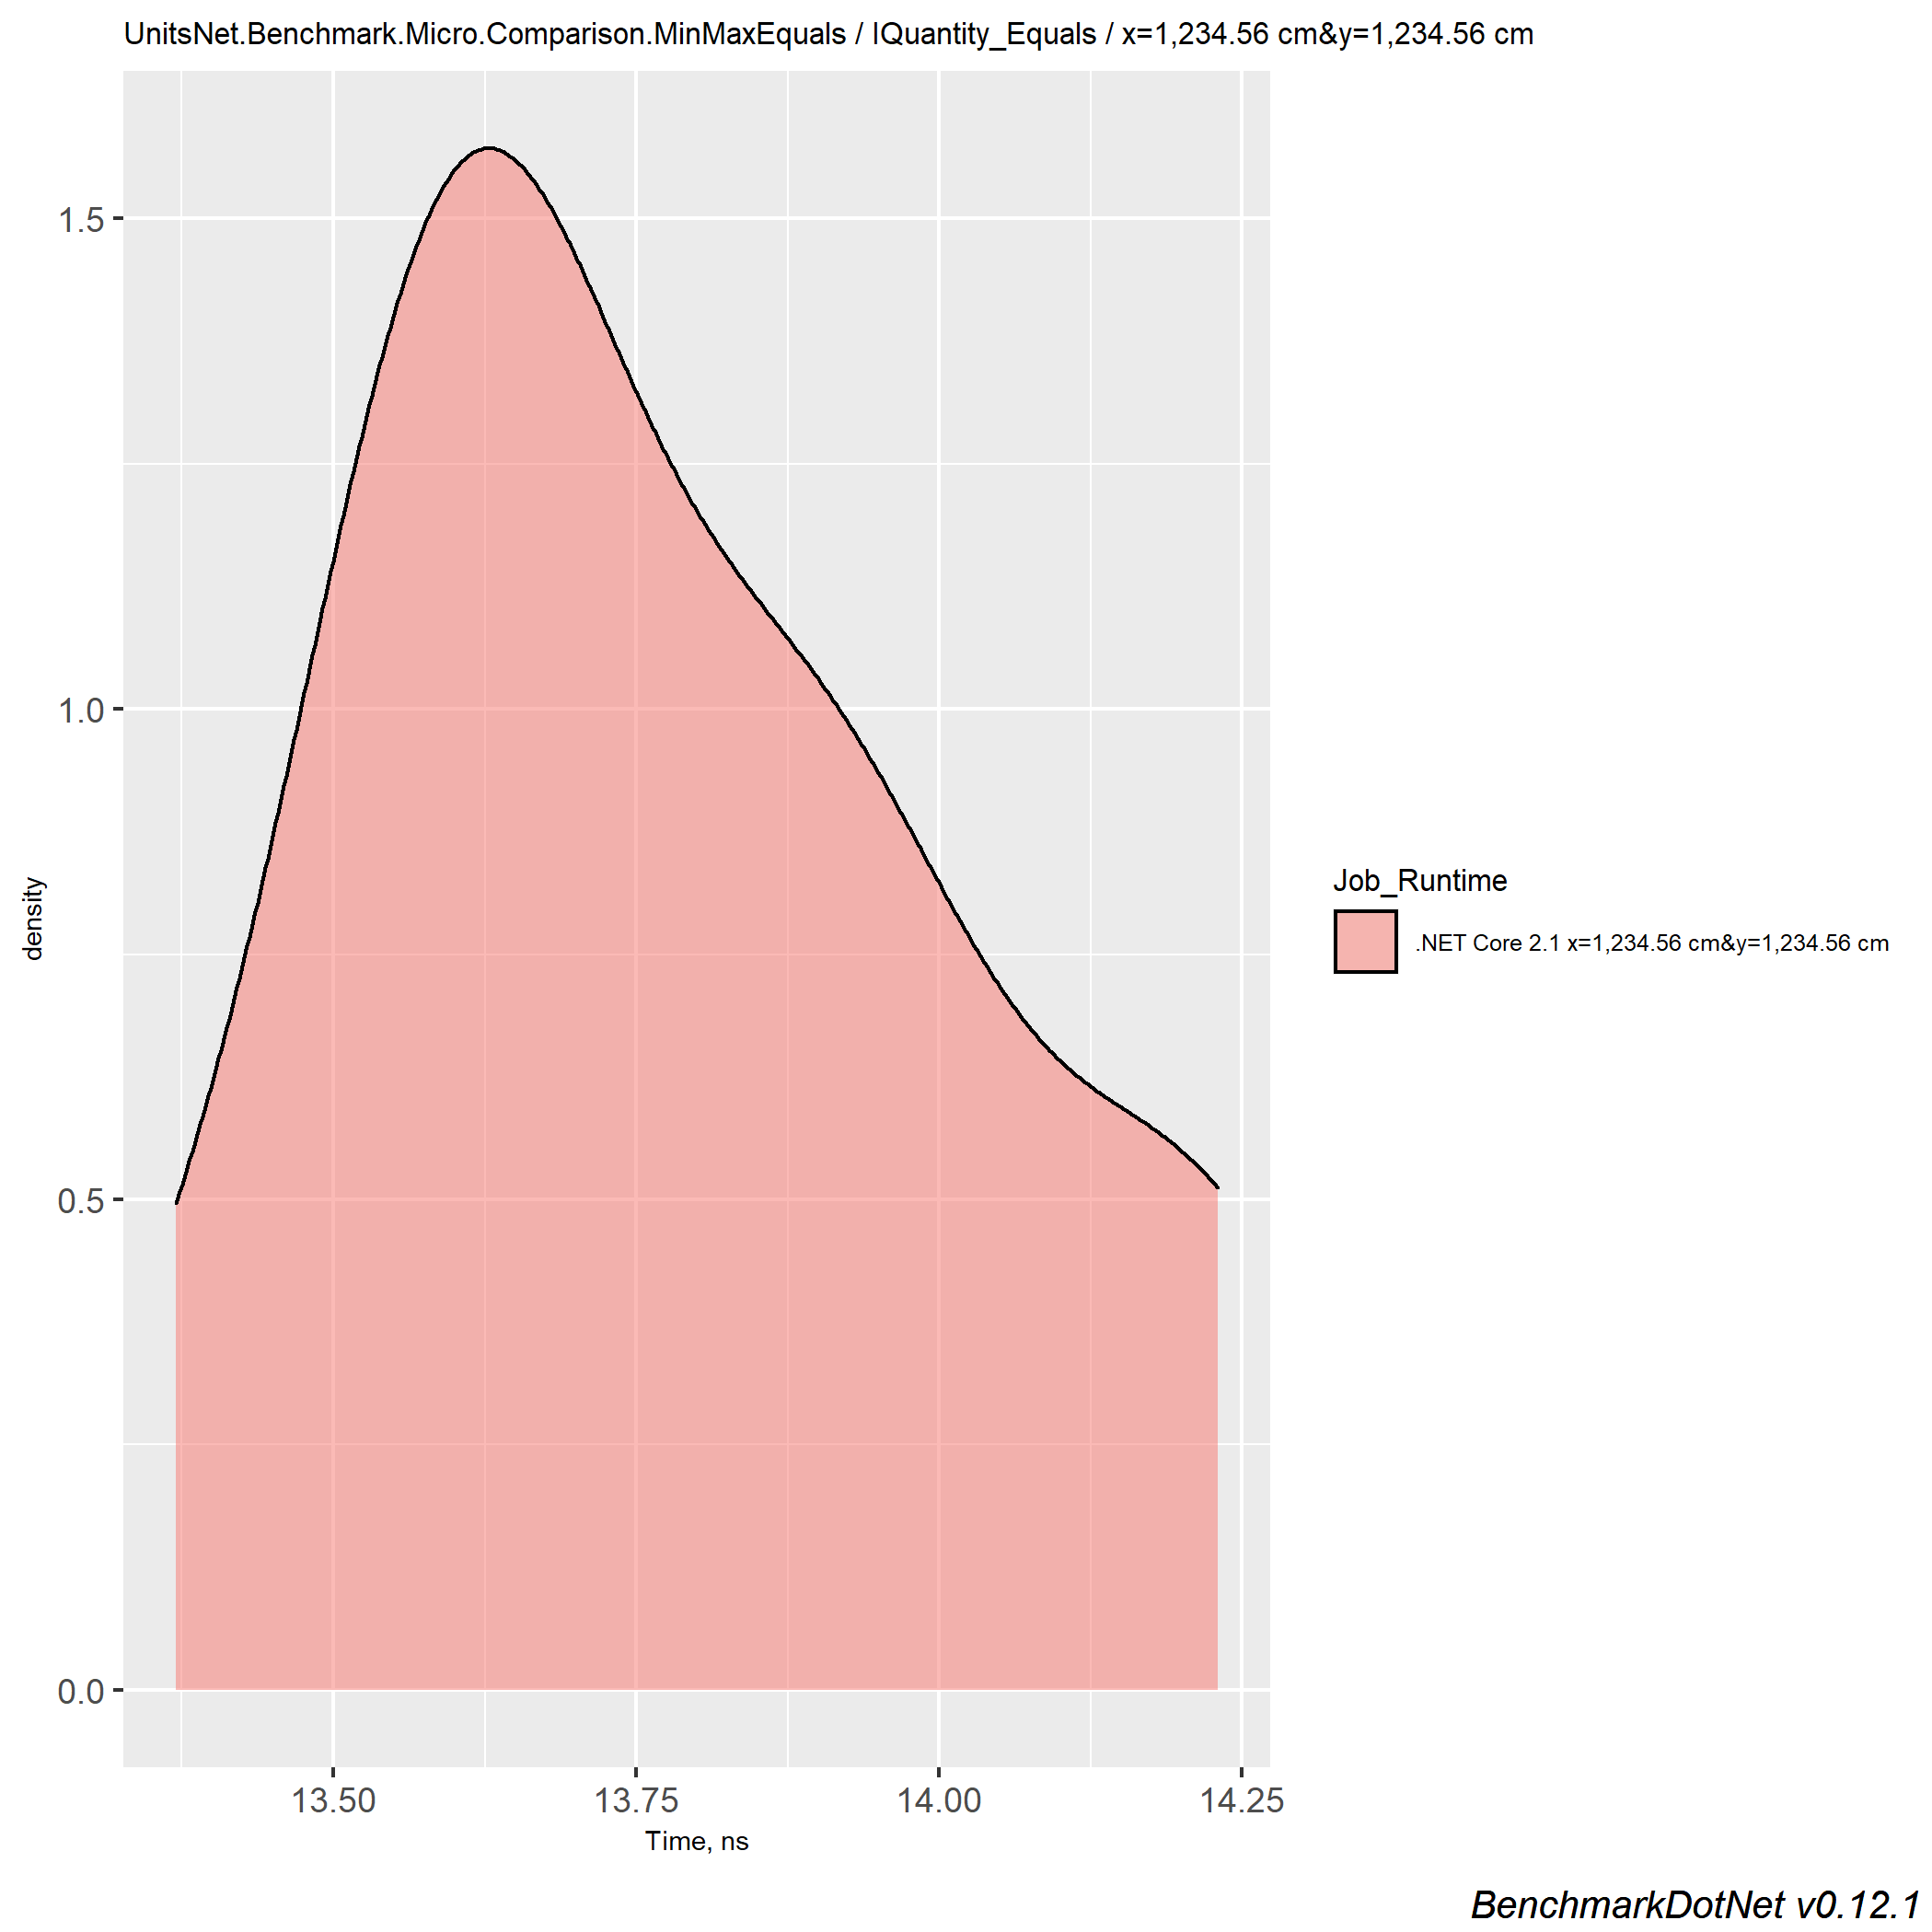 UnitsNet.Benchmark.Micro.Comparison.MinMaxEquals / IQuantity_Equals / x=1,234.56 cm&y=1,234.56 cm
1.5
1.0
0.5
0.0
density
13.50 13.75 14.00 14.25
Time, ns
Job_Runtime
.NET Core 2.1 x=1,234.56 cm&y=1,234.56 cm
BenchmarkDotNet v0.12.1